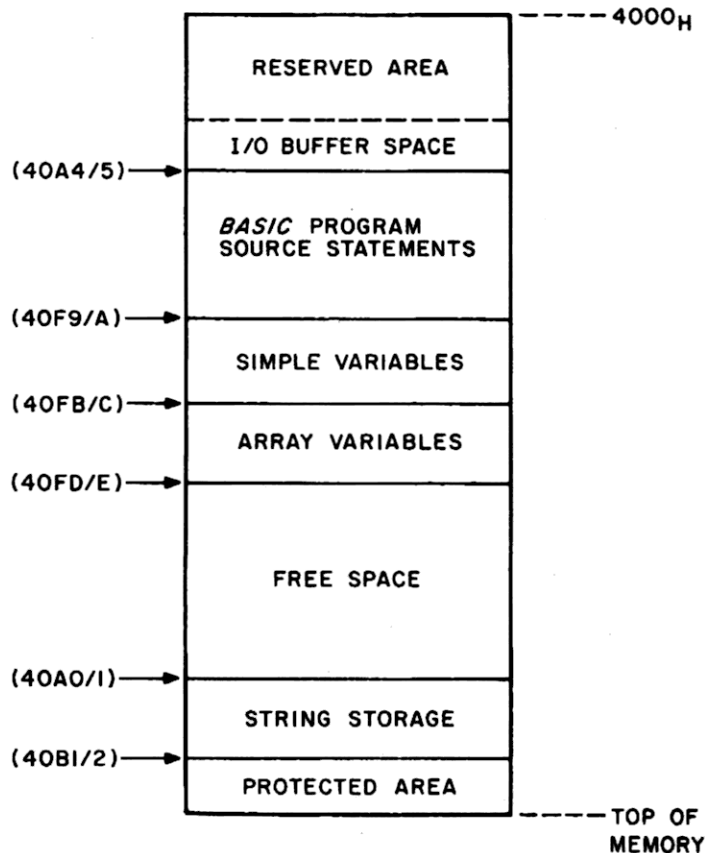 4000H
RESERVED AREA
I/O BUFFER SPACE
(40A4/5)
BASIC PROGRAM
SOURCE STATEMENTS
(40F9/A)
SIMPLE VARIABLES
(40FB/C)
ARRAY VARIABLES
(40FD/E)
FREE SPACE
(40A0/1)
STRING STORAGE
(40B1/2)
PROTECTED AREA
TOP OF
MEMORY